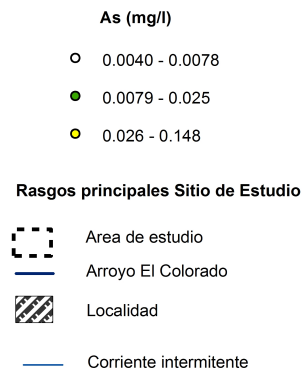 As (mg/l)
0.0040 - 0.0078
0.0079 - 0.025
0.026 - 0.148
Rasgos principales Sitio de Estudio
Area de estudio
Arroyo El Colorado
Localidad
Corriente intermitente